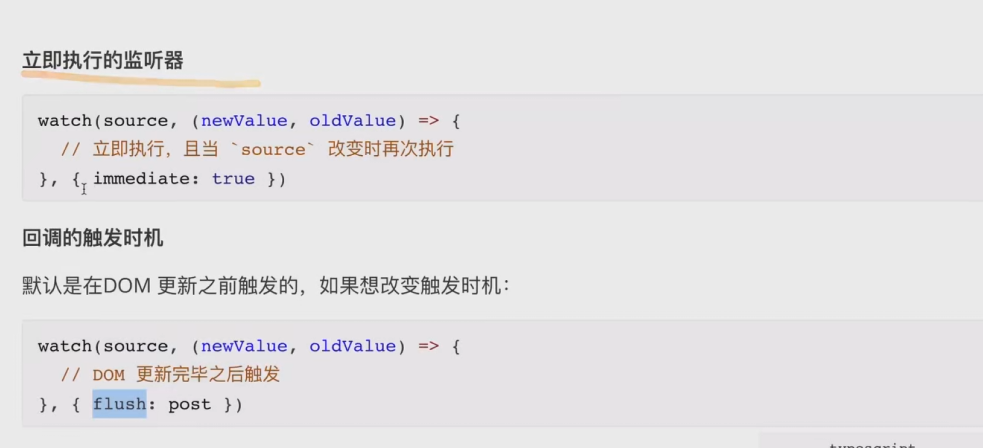 立即执行的监听器
watch(source, (newValue, oldValue) => {
// 立即执行，且当 `source` 改变时再次执行
}, { immediate: true })
回调的触发时机
默认是在DOM 更新之前触发的，如果想改变触发时机：
watch(source, (newValue, oldValue) => {
// DOM 更新完毕之后触发
}, { flush: post })
typescript